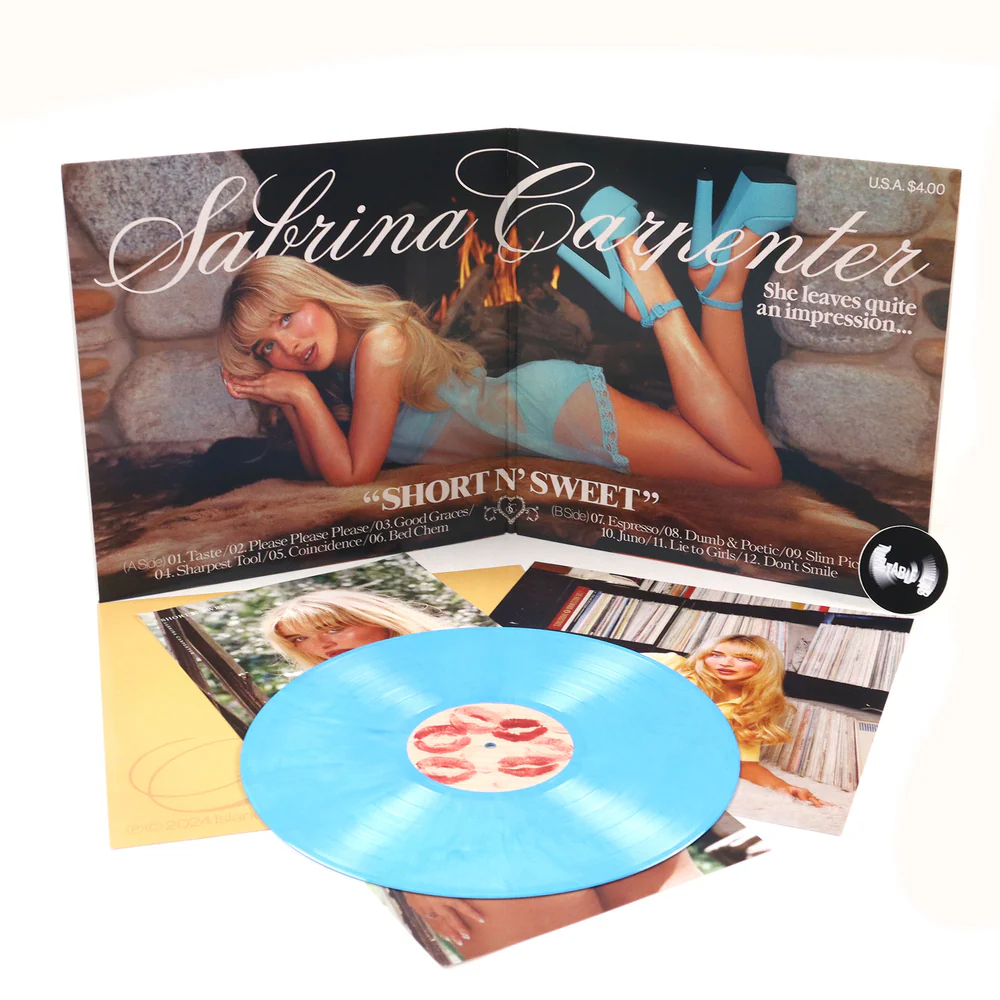 Sabrina Carpenter
U.S.A. $4.00
She leaves quite
an impression...
"SHORT N' SWEET"
(A Side) 01. Taste/02. Please Please Please/03. Good Graces/
04. Sharpest Tool/05. Coincidence/06. Bed Chem
(B Side) 07. Espresso/08. Dumb & Poetic/09. Slim Pic
10. Juno/11. Lie to Girls/12. Don't Smile
℗© 2024